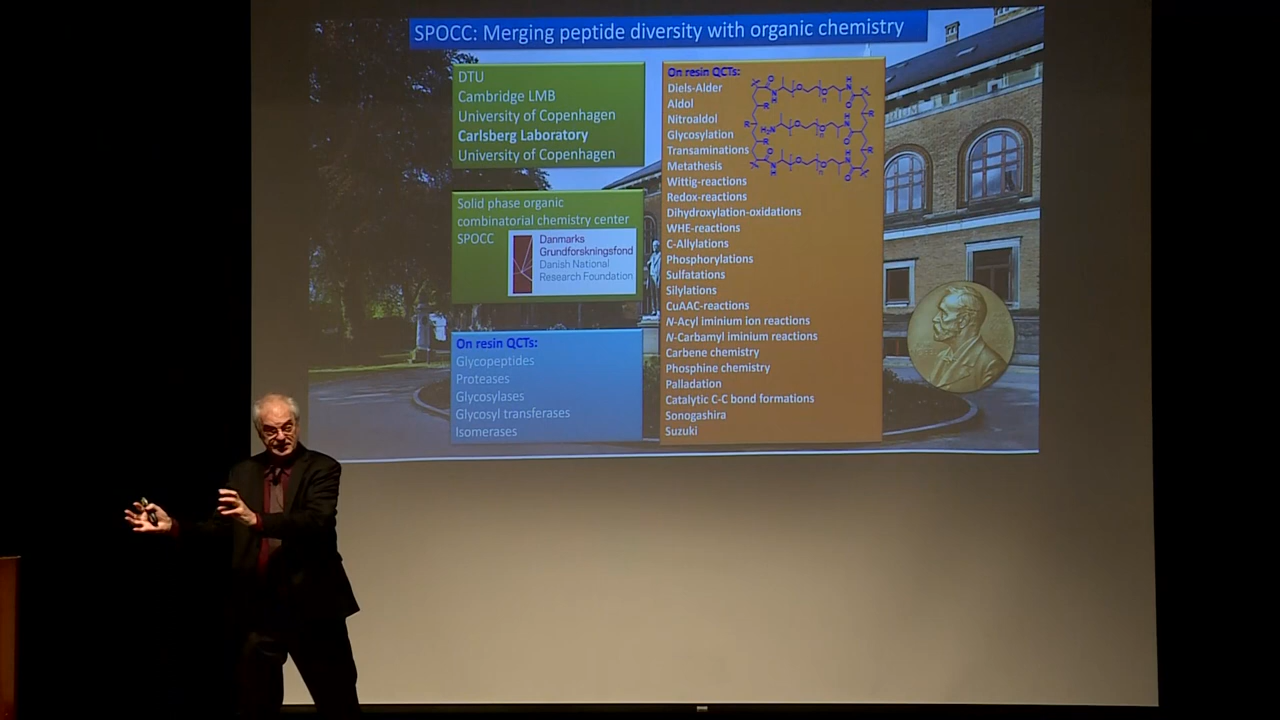 SPOCC: Merging peptide diversity with organic chemistry
DTU
Cambridge LMB
University of Copenhagen
Carlsberg Laboratory
University of Copenhagen
Solid phase organic
combinatorial chemistry center
SPOCC
Danmarks
Grundforskningsfond
Danish National
Research Foundation
On resin QCTs:
Glycopeptides
Proteases
Glycosylases
Glycosyl transferases
Isomerases
On resin QCTs:
Diels-Alder
Aldol
Nitroaldol
Glycosylation
Transaminations
Metathesis
Wittig-reactions
Redox-reactions
Dihydroxylation-oxidations
WHE-reactions
C-Allylations
Phosphorylations
Sulfatations
Silylations
CuAAC-reactions
N-Acyl iminium ion reactions
N-Carbamyl iminium reactions
Carbene chemistry
Phosphine chemistry
Palladation
Catalytic C-C bond formations
Sonogashira
Suzuki